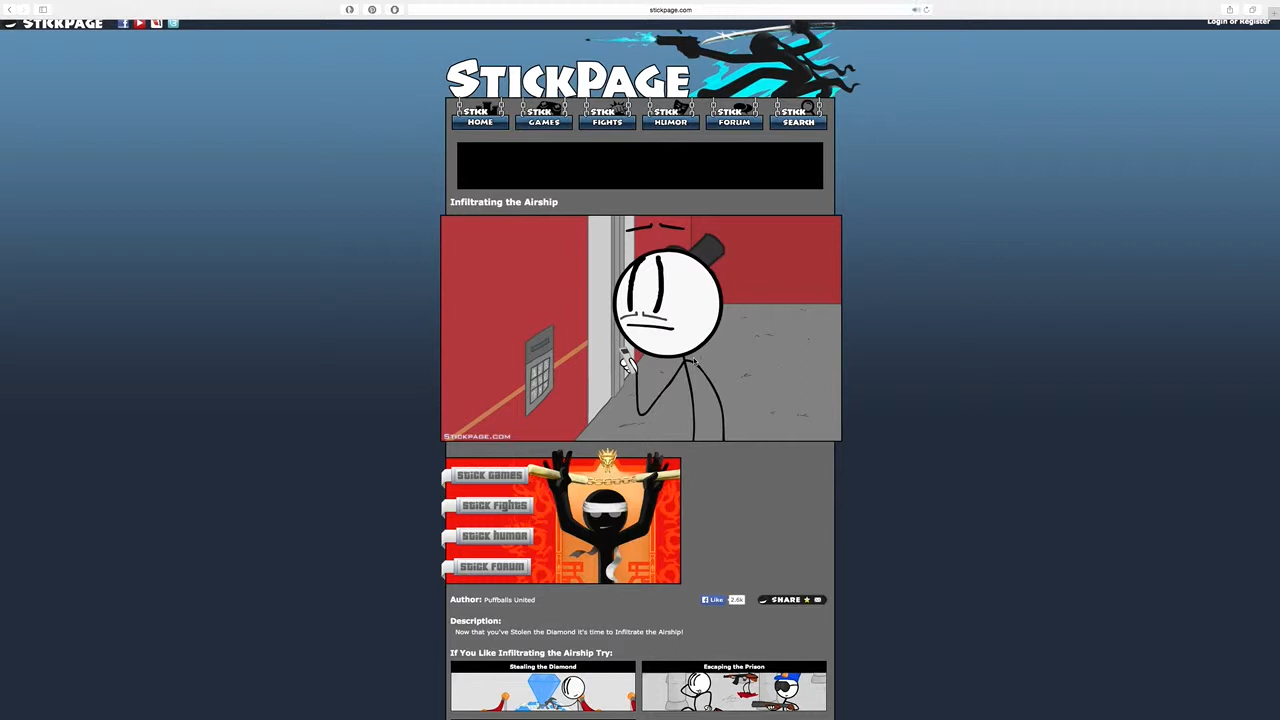 stickpage.com
STICKPAGE
Login or Register
STICKPAGE
STICK HOME
STICK GAMES
STICK FIGHTS
STICK HUMOR
STICK FORUM
STICK SEARCH
Infiltrating the Airship
STICKPAGE.COM
STICK GAMES
STICK FIGHTS
STICK HUMOR
STICK FORUM
Author: Puffballs United
Like 2.6k
SHARE
Description:
Now that you've Stolen the Diamond it's time to Infiltrate the Airship!
If You Like Infiltrating the Airship Try:
Stealing the Diamond
Escaping the Prison